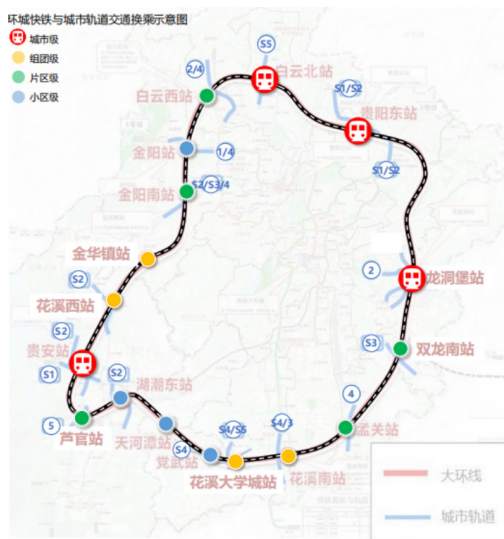 环城快铁与城市轨道交通换乘示意图
城市级
组团级
片区级
小区级
S5
白云北站
2/4
白云西站
S1/S2
贵阳东站
S1/S2
金阳站
1/4
金阳南站
S2/S3/4
金华镇站
S2
花溪西站
2
龙洞堡站
S2
贵安站
S1
S3
双龙南站
湖潮东站
S2
5
芦官站
天河潭站
党武站
S4
S4/S5
花溪大学城站
S4/3
花溪南站
4
孟关站
大环线
城市轨道